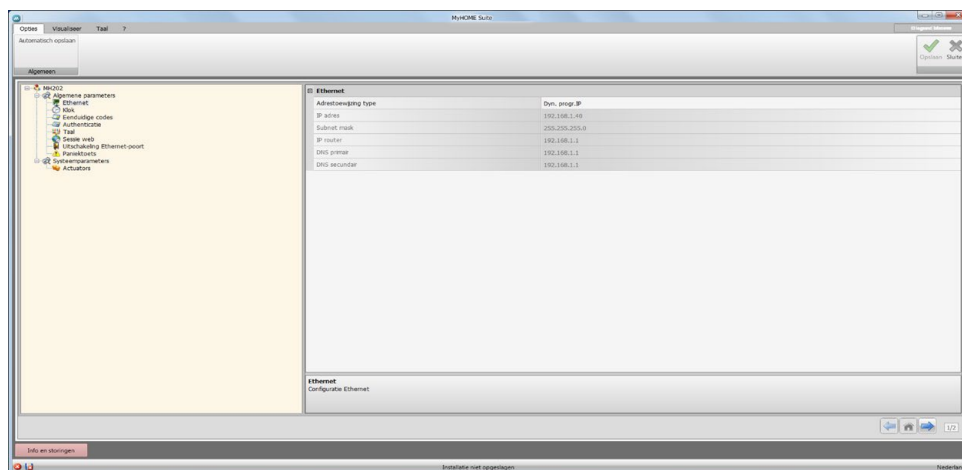 MyHOME Suite
Opties Visualiseer Taal ?
Automatisch opslaan
Opslaan Sluite
Algemeen
MH202
Algemene parameters
Ethernet
Klok
Eenduidige codes
Authenticatie
Taal
Sessie web
Uitschakeling Ethernet-poort
Paniektoets
Systeemparameters
Actuators
Ethernet
Adrestoewijzing type Dyn. progr.IP
IP adres 192.168.1.46
Subnet mask 255.255.255.0
IP router 192.168.1.1
DNS primair 192.168.1.1
DNS secundair 192.168.1.1
Ethernet
Configuratie Ethernet
1/2
Info en storingen
Installatie niet opgeslagen
Nederlan